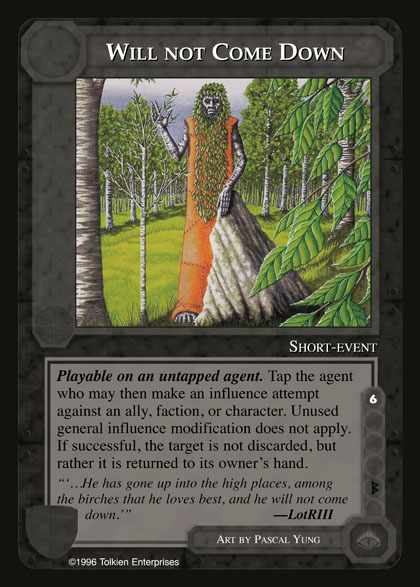 Will not Come Down
Short-event
Playable on an untapped agent. Tap the agent
who may then make an influence attempt
against an ally, faction, or character. Unused
general influence modification does not apply.
If successful, the target is not discarded, but
rather it is returned to its owner's hand.
6
“‘…He has gone up into the high places, among
the birches that he loves best, and he will not
come down.’” —LotRIII
Art by Pascal Yung
©1996 Tolkien Enterprises